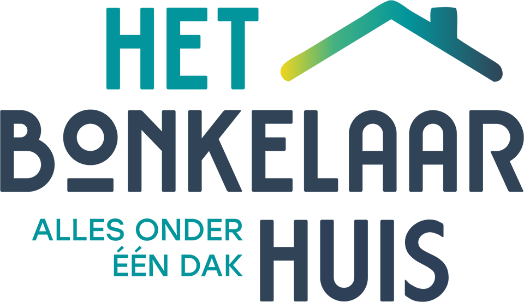 HET
BONKELAAR
ALLES ONDER
ÉÉN DAK
HUIS